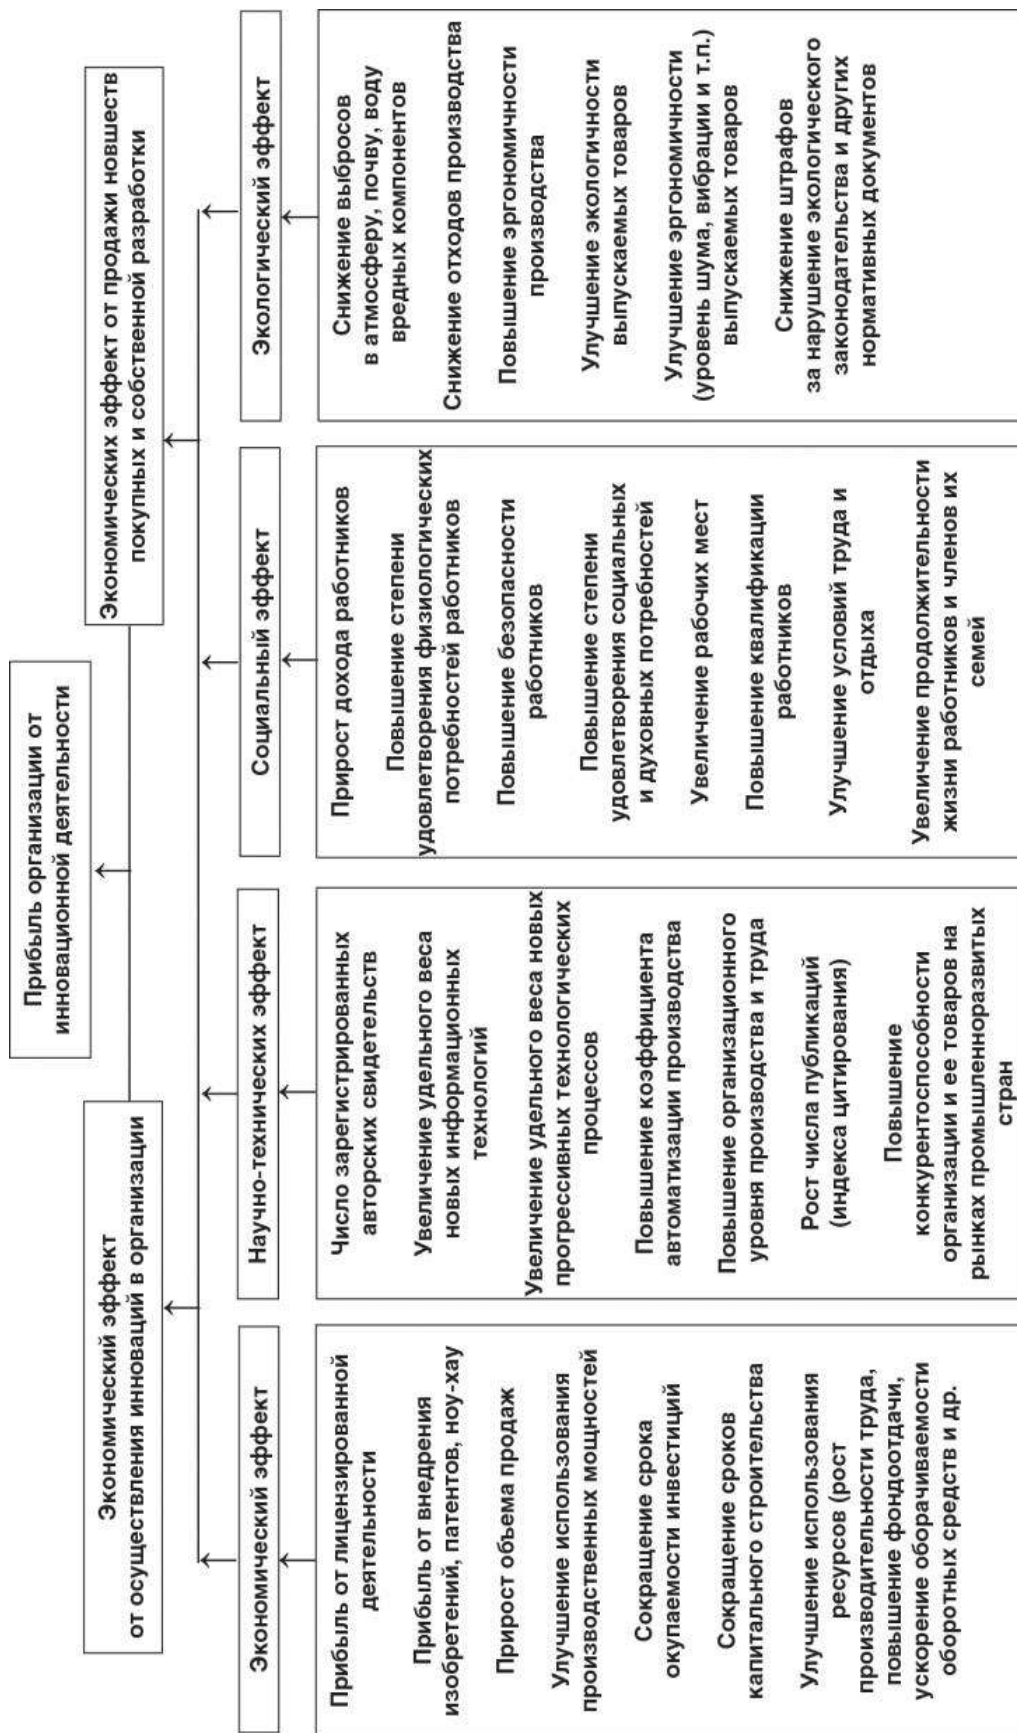 Прибыль организации от
инновационной деятельности
Экономический эффект
от осуществления инноваций в организации
Экономических эффект от продажи новшеств
покупных и собственной разработки
Экономический эффект
Прибыль от лицензированной
деятельности
Прибыль от внедрения
изобретений, патентов, ноу-хау
Прирост объема продаж
Улучшение использования
производственных мощностей
Сокращение срока
окупаемости инвестиций
Сокращение сроков
капитального строительства
Улучшение использования
ресурсов (рост
производительности труда,
повышение фондоотдачи,
ускорение оборачиваемости
оборотных средств и др.
Научно-технических эффект
Число зарегистрированных
авторских свидетельств
Увеличение удельного веса
новых информационных
технологий
Увеличение удельного веса новых
прогрессивных технологических
процессов
Повышение коэффициента
автоматизации производства
Повышение организационного
уровня производства и труда
Рост числа публикаций
(индекса цитирования)
Повышение
конкурентоспособности
организации и ее товаров на
рынках промышленноразвитых
стран
Социальный эффект
Прирост дохода работников
Повышение степени
удовлетворения физиологических
потребностей работников
Повышение безопасности
работников
Повышение степени
удовлетворения социальных
и духовных потребностей
Увеличение рабочих мест
Повышение квалификации
работников
Улучшение условий труда и
отдыха
Увеличение продолжительности
жизни работников и членов их
семей
Экологический эффект
Снижение выбросов
в атмосферу, почву, воду
вредных компонентов
Снижение отходов производства
Повышение эргономичности
производства
Улучшение экологичности
выпускаемых товаров
Улучшение эргономичности
(уровень шума, вибрации и т.п.)
выпускаемых товаров
Снижение штрафов
за нарушение экологического
законодательства и других
нормативных документов